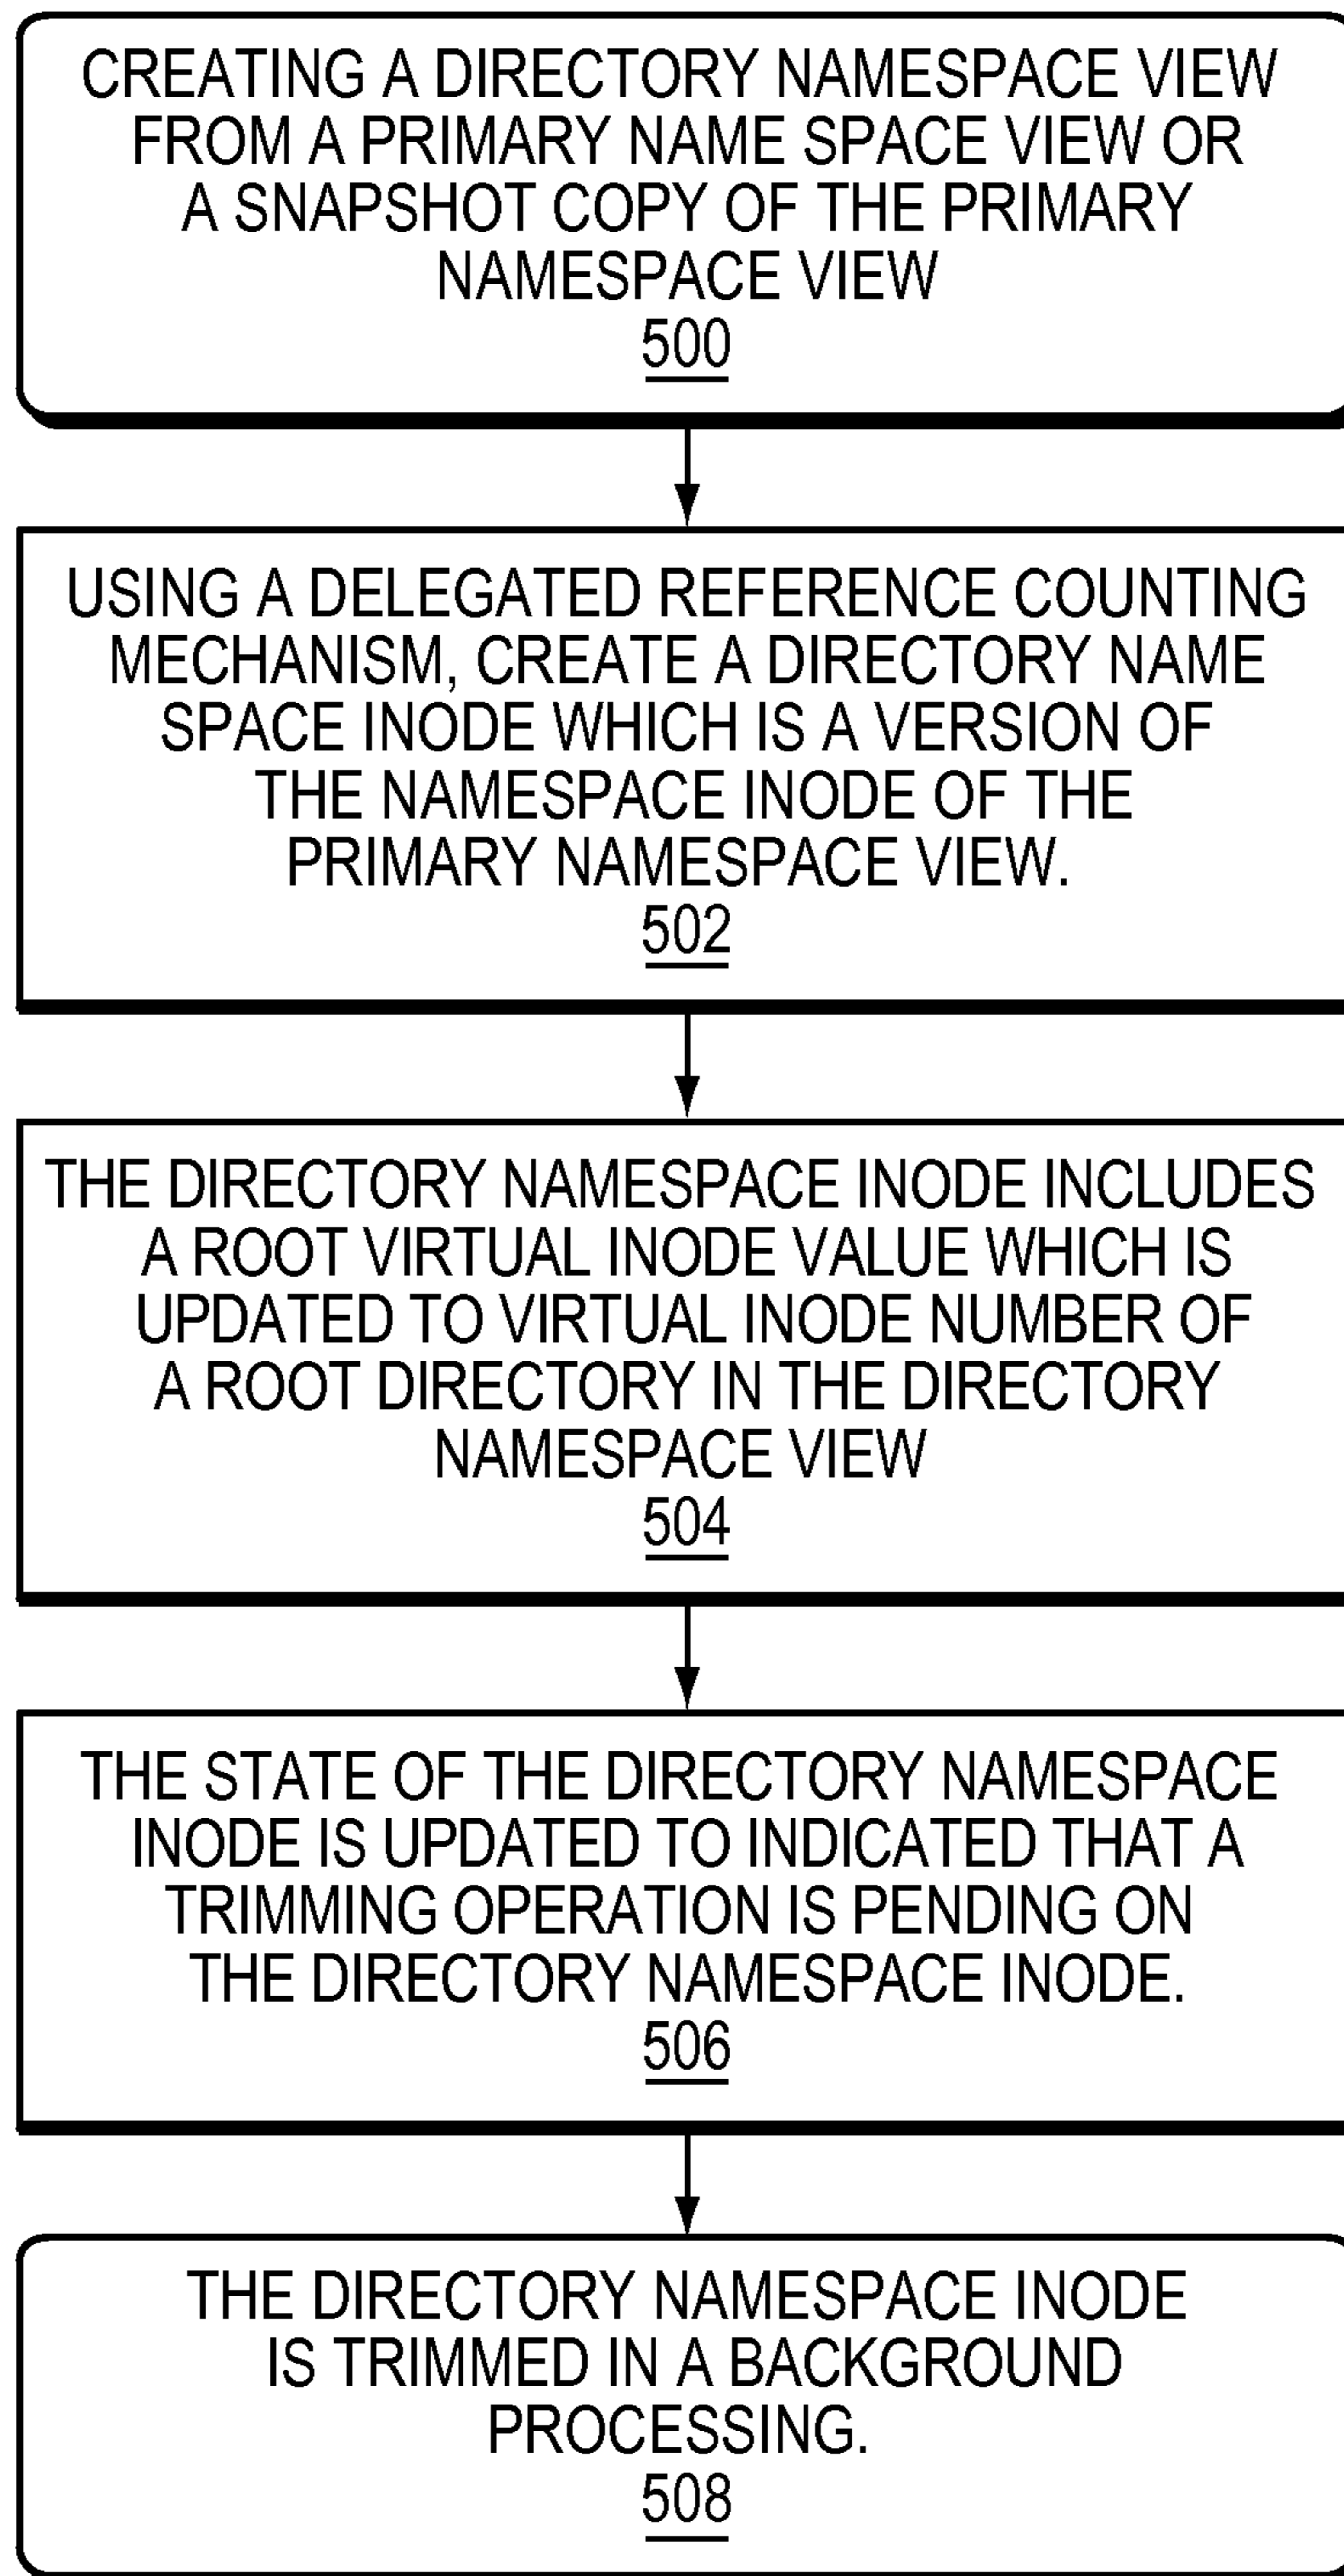 CREATING A DIRECTORY NAMESPACE VIEW
FROM A PRIMARY NAME SPACE VIEW OR
A SNAPSHOT COPY OF THE PRIMARY
NAMESPACE VIEW
500
USING A DELEGATED REFERENCE COUNTING
MECHANISM, CREATE A DIRECTORY NAME
SPACE INODE WHICH IS A VERSION OF
THE NAMESPACE INODE OF THE
PRIMARY NAMESPACE VIEW.
502
THE DIRECTORY NAMESPACE INODE INCLUDES
A ROOT VIRTUAL INODE VALUE WHICH IS
UPDATED TO VIRTUAL INODE NUMBER OF
A ROOT DIRECTORY IN THE DIRECTORY
NAMESPACE VIEW
504
THE STATE OF THE DIRECTORY NAMESPACE
INODE IS UPDATED TO INDICATED THAT A
TRIMMING OPERATION IS PENDING ON
THE DIRECTORY NAMESPACE INODE.
506
THE DIRECTORY NAMESPACE INODE
IS TRIMMED IN A BACKGROUND
PROCESSING.
508